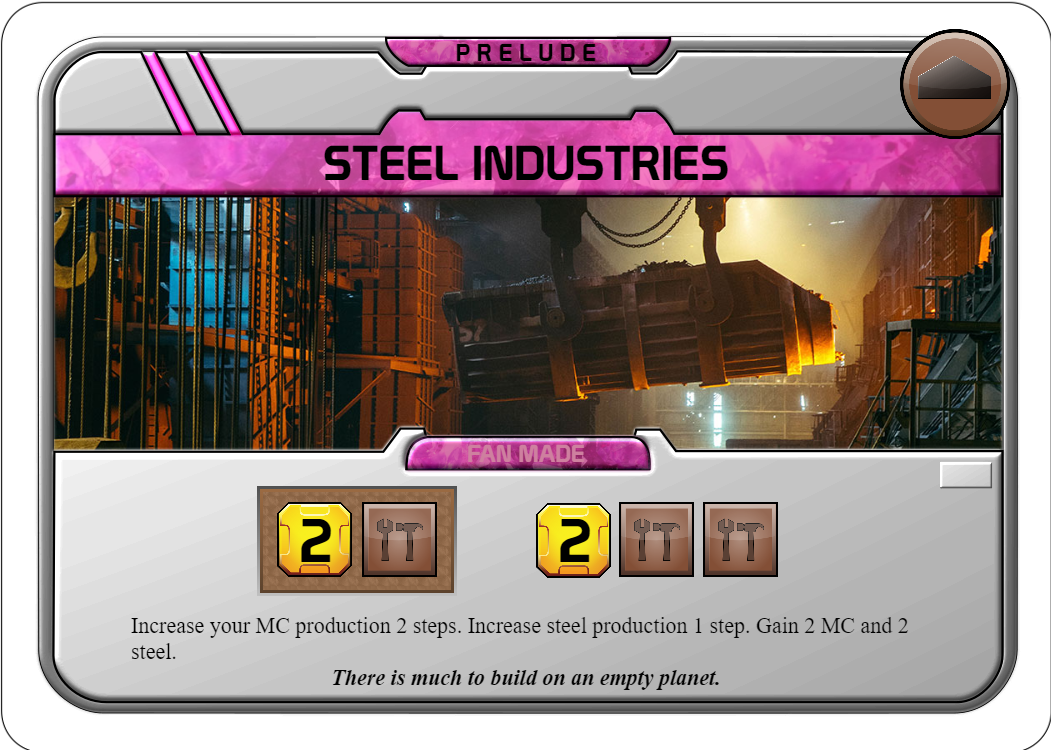 PRELUDE
STEEL INDUSTRIES
FAN MADE
2 2
Increase your MC production 2 steps. Increase steel production 1 step. Gain 2 MC and 2
steel.
There is much to build on an empty planet.